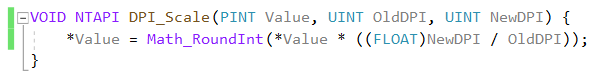 VOID NTAPI DPI_Scale(PINT Value, UINT OldDPI, UINT NewDPI) {
    *Value = Math_RoundInt(*Value * ((FLOAT)NewDPI / OldDPI));
}